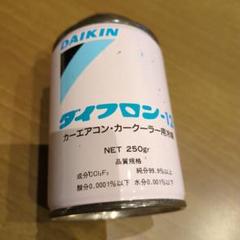 DAIKIN
ダイフロン-12
カーエアコン・カークーラー用冷媒
NET 250gr
品質規格
成分CCl₂F₂ 純分99.9%以上
酸分0.0001%以下 水分0.001%以下